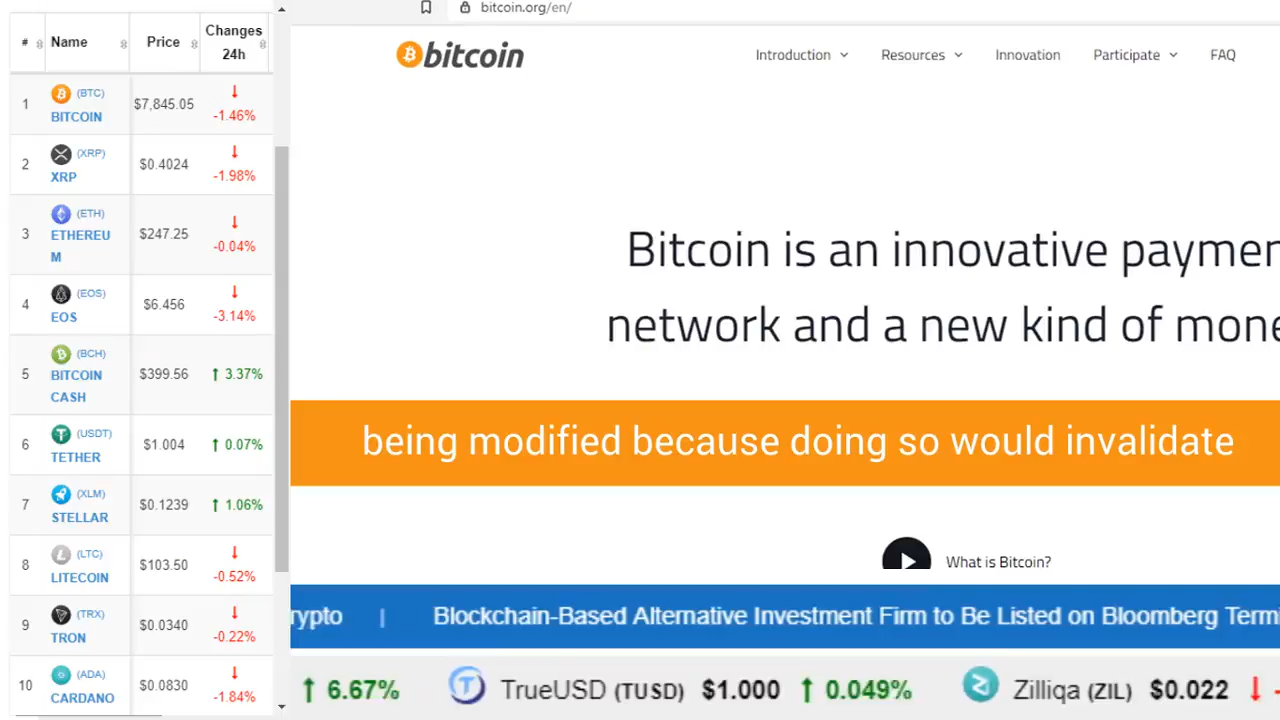 # Name Price Changes 24h
1 (BTC) BITCOIN $7,845.05 -1.46%
2 (XRP) XRP $0.4024 -1.98%
3 (ETH) ETHEREUM $247.25 -0.04%
4 (EOS) EOS $6.456 -3.14%
5 (BCH) BITCOIN CASH $399.56 3.37%
6 (USDT) TETHER $1.004 0.07%
7 (XLM) STELLAR $0.1239 1.06%
8 (LTC) LITECOIN $103.50 -0.52%
9 (TRX) TRON $0.0340 -0.22%
10 (ADA) CARDANO $0.0830 -1.84%
bitcoin.org/en/
bitcoin Introduction Resources Innovation Participate FAQ
Bitcoin is an innovative paymen
network and a new kind of mone
being modified because doing so would invalidate
What is Bitcoin?
rypto | Blockchain-Based Alternative Investment Firm to Be Listed on Bloomberg Term
6.67% TrueUSD (TUSD) $1.000 0.049% Zilliqa (ZIL) $0.022 -